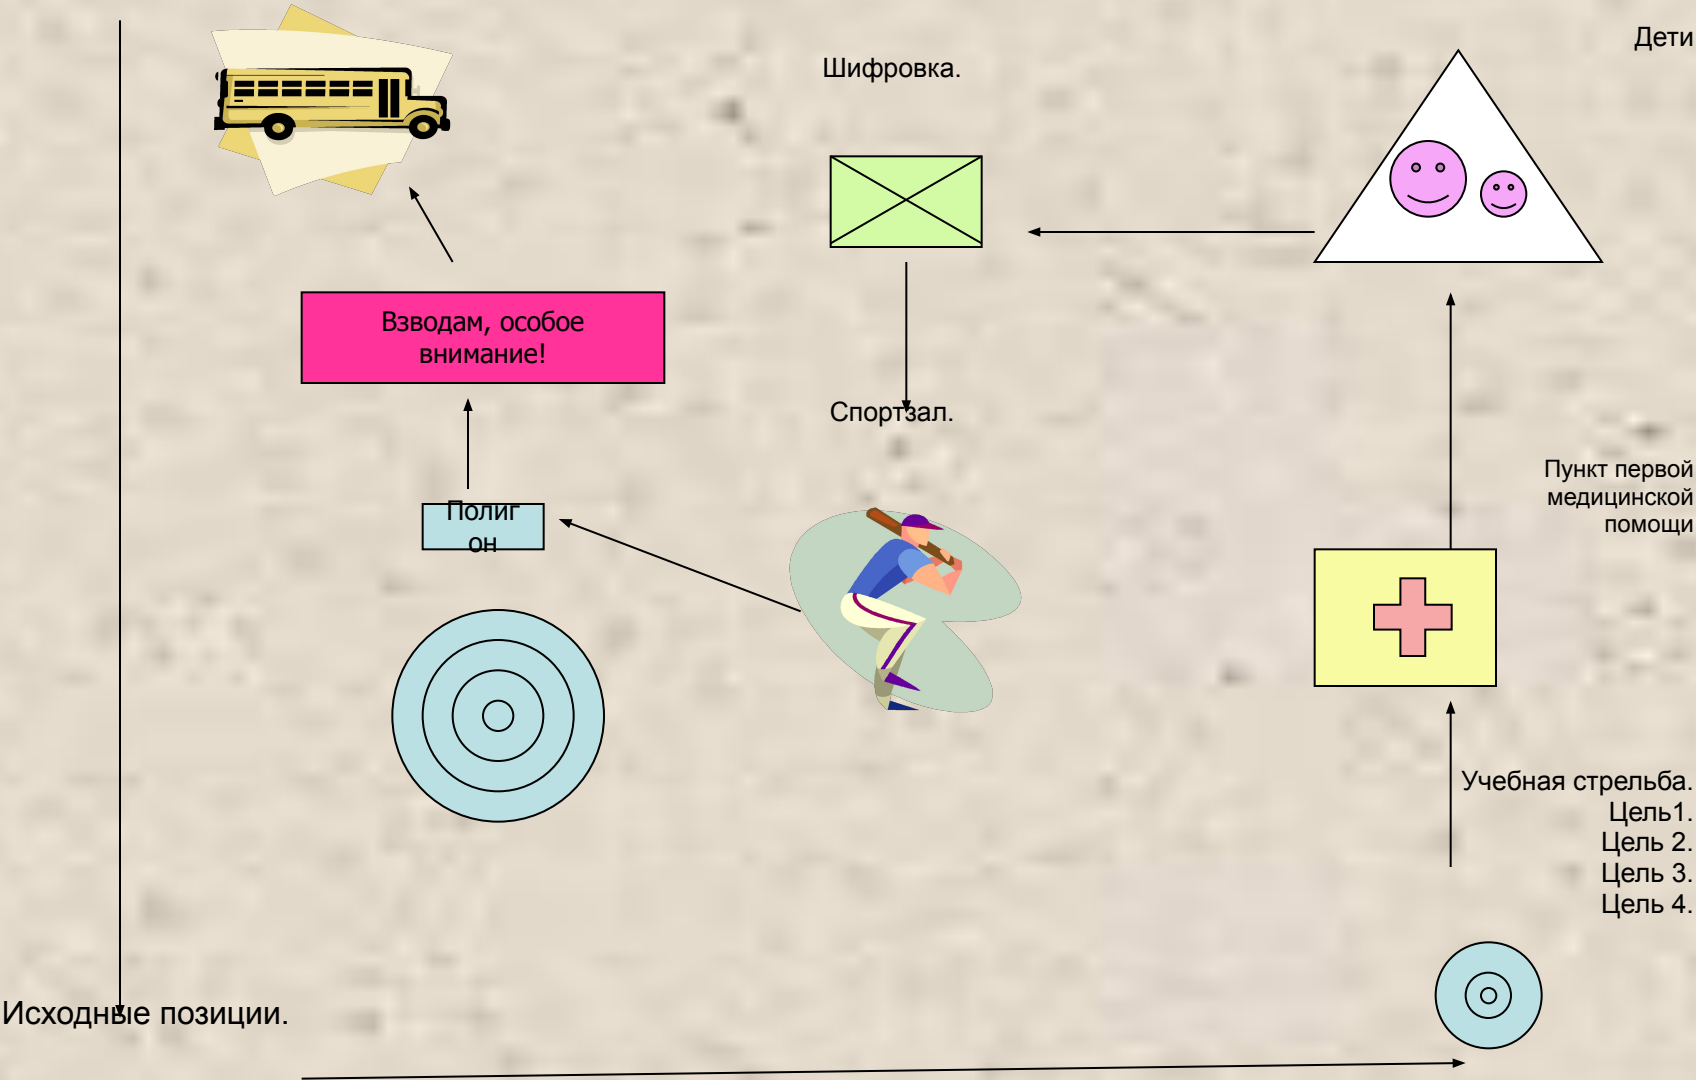 Дети
Шифровка.
Взводам, особое
внимание!
Спортзал.
Полиг
он
Пункт первой
медицинской
помощи
Учебная стрельба.
Цель1.
Цель 2.
Цель 3.
Цель 4.
Исходные позиции.